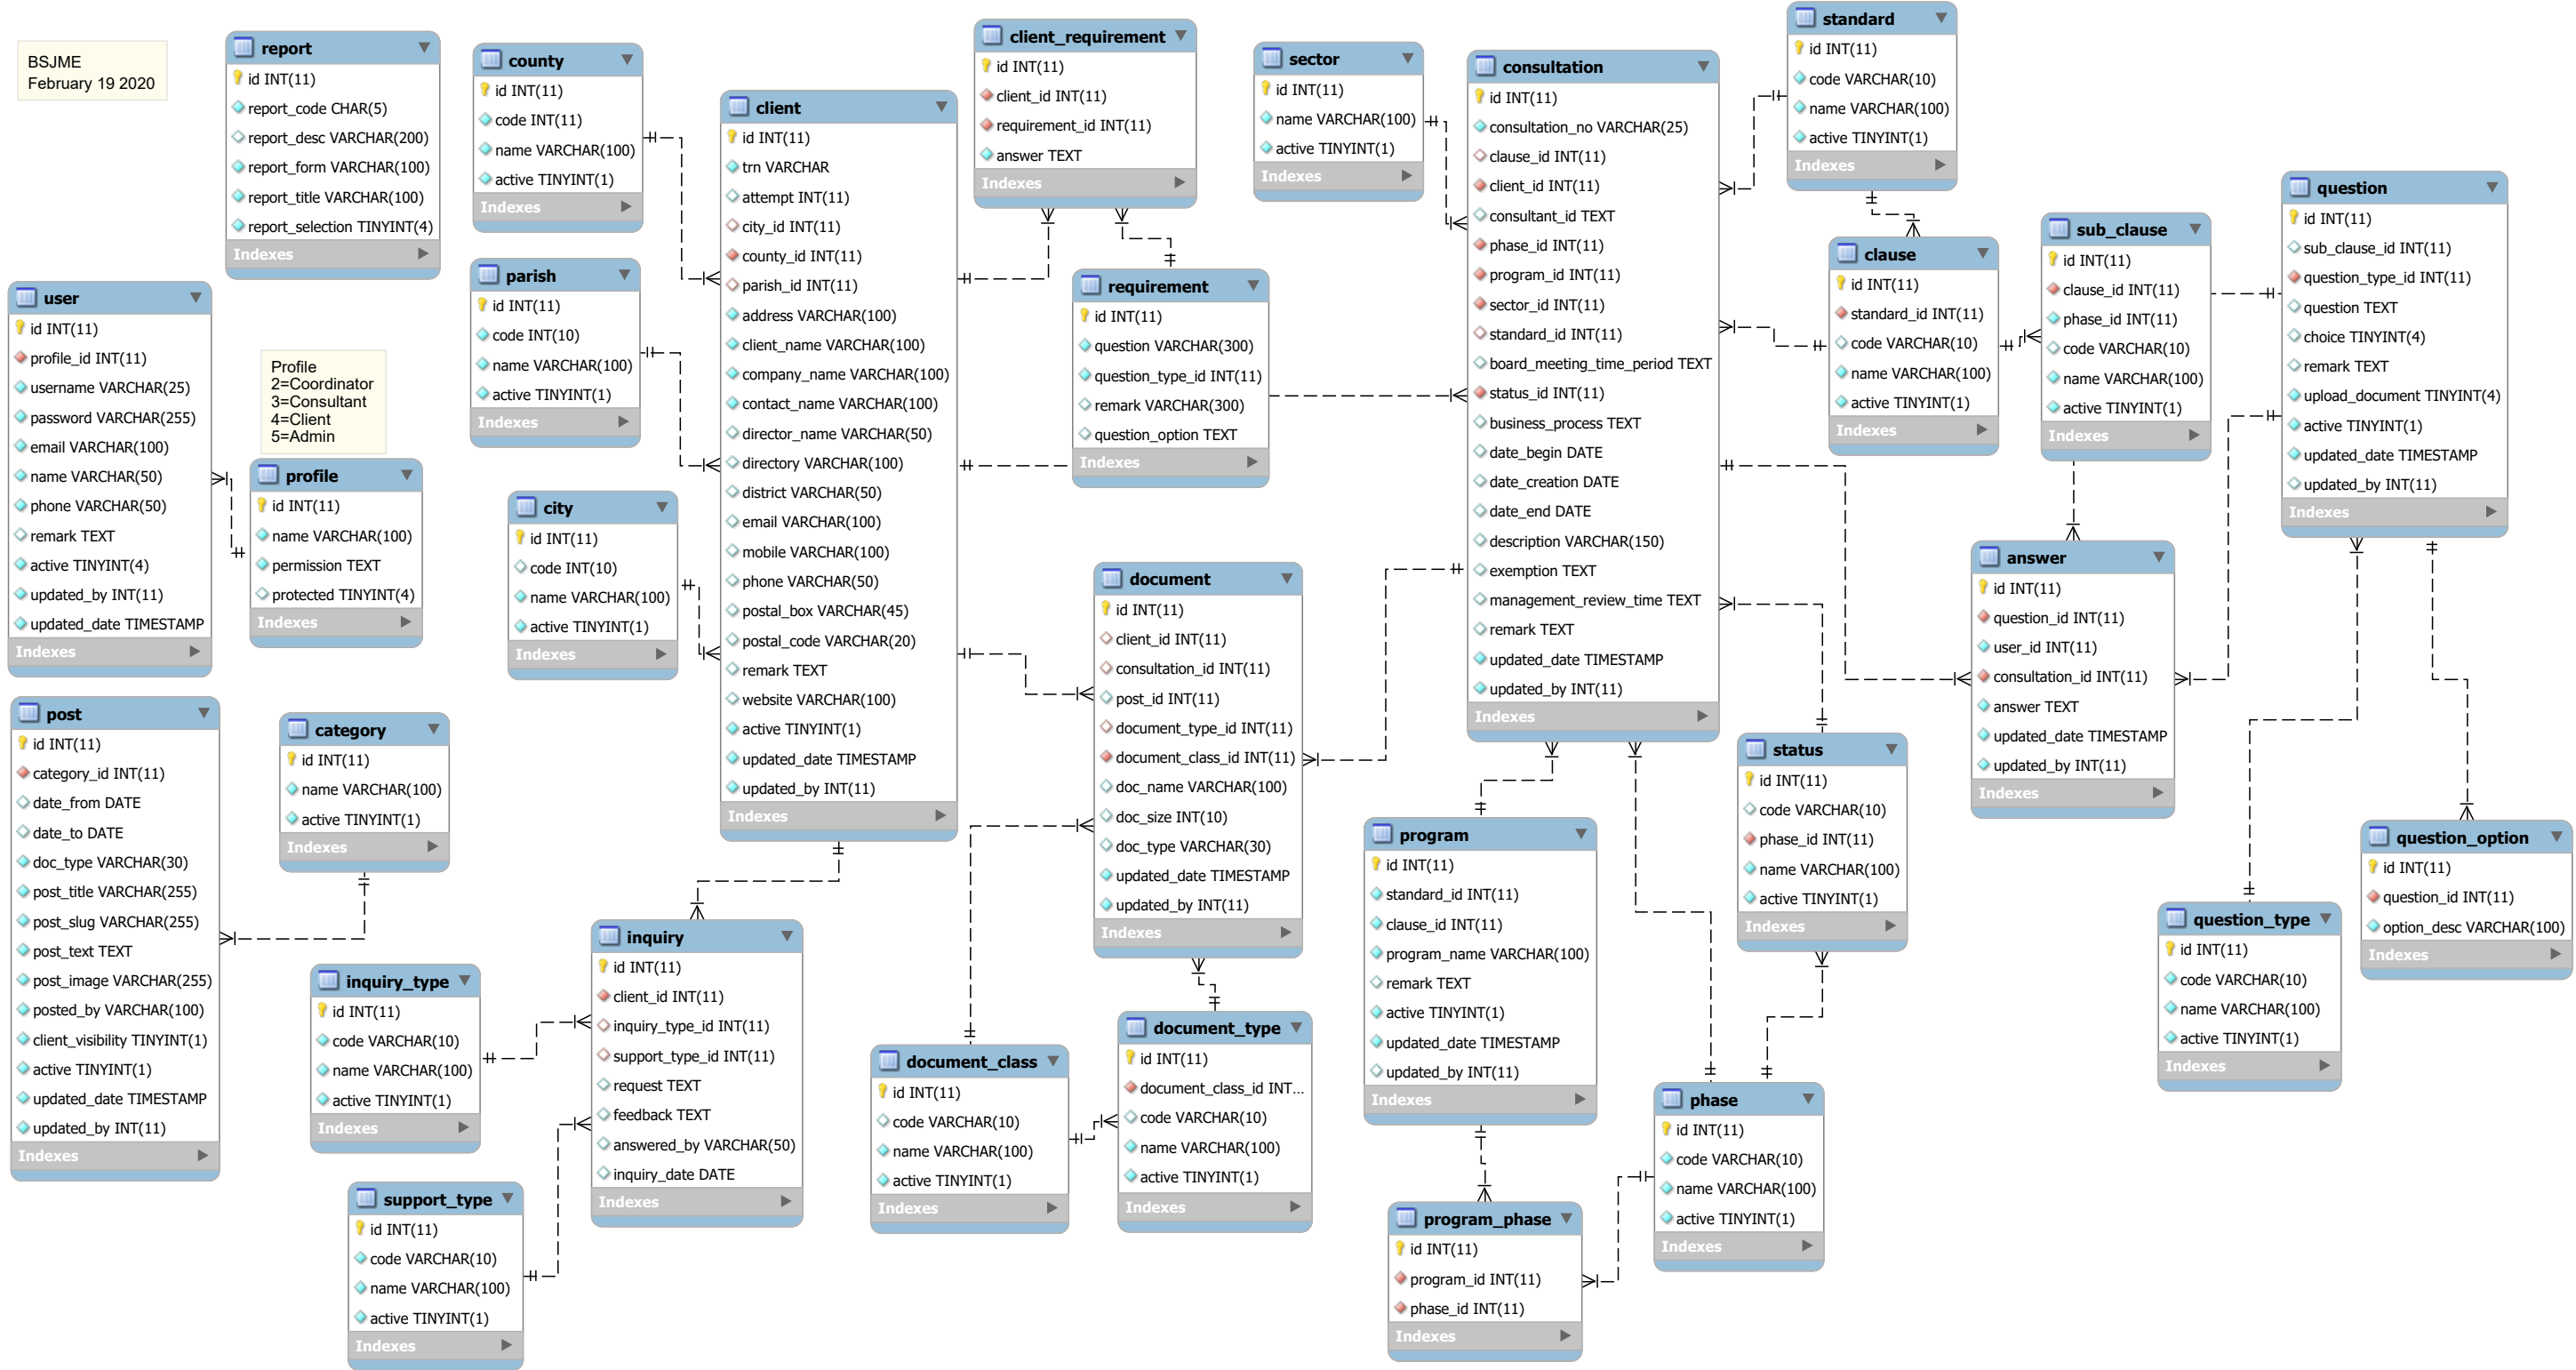 BSJME
February 19 2020
report
id INT(11)
report_code CHAR(5)
report_desc VARCHAR(200)
report_form VARCHAR(100)
report_title VARCHAR(100)
report_selection TINYINT(4)
Indexes
county
id INT(11)
code INT(11)
name VARCHAR(100)
active TINYINT(1)
Indexes
client
id INT(11)
trn VARCHAR
attempt INT(11)
city_id INT(11)
county_id INT(11)
parish_id INT(11)
address VARCHAR(100)
client_name VARCHAR(100)
company_name VARCHAR(100)
contact_name VARCHAR(100)
director_name VARCHAR(50)
directory VARCHAR(100)
district VARCHAR(50)
email VARCHAR(100)
mobile VARCHAR(100)
phone VARCHAR(50)
postal_box VARCHAR(45)
postal_code VARCHAR(20)
remark TEXT
website VARCHAR(100)
active TINYINT(1)
updated_date TIMESTAMP
updated_by INT(11)
Indexes
client_requirement
id INT(11)
client_id INT(11)
requirement_id INT(11)
answer TEXT
Indexes
sector
id INT(11)
name VARCHAR(100)
active TINYINT(1)
Indexes
consultation
id INT(11)
consultation_no VARCHAR(25)
clause_id INT(11)
client_id INT(11)
consultant_id TEXT
phase_id INT(11)
program_id INT(11)
sector_id INT(11)
standard_id INT(11)
board_meeting_time_period TEXT
status_id INT(11)
business_process TEXT
date_begin DATE
date_creation DATE
date_end DATE
description VARCHAR(150)
exemption TEXT
management_review_time TEXT
remark TEXT
updated_date TIMESTAMP
updated_by INT(11)
Indexes
standard
id INT(11)
code VARCHAR(10)
name VARCHAR(100)
active TINYINT(1)
Indexes
clause
id INT(11)
standard_id INT(11)
code VARCHAR(10)
name VARCHAR(100)
active TINYINT(1)
Indexes
sub_clause
id INT(11)
clause_id INT(11)
phase_id INT(11)
code VARCHAR(10)
name VARCHAR(100)
active TINYINT(1)
Indexes
question
id INT(11)
sub_clause_id INT(11)
question_type_id INT(11)
question TEXT
choice TINYINT(4)
remark TEXT
upload_document TINYINT(4)
active TINYINT(1)
updated_date TIMESTAMP
updated_by INT(11)
Indexes
user
id INT(11)
profile_id INT(11)
username VARCHAR(25)
password VARCHAR(255)
email VARCHAR(100)
name VARCHAR(50)
phone VARCHAR(50)
remark TEXT
active TINYINT(4)
updated_by INT(11)
updated_date TIMESTAMP
Indexes
Profile
2=Coordinator
3=Consultant
4=Client
5=Admin
profile
id INT(11)
name VARCHAR(100)
permission TEXT
protected TINYINT(4)
Indexes
parish
id INT(11)
code INT(10)
name VARCHAR(100)
active TINYINT(1)
Indexes
requirement
id INT(11)
question VARCHAR(300)
question_type_id INT(11)
remark VARCHAR(300)
question_option TEXT
Indexes
city
id INT(11)
code INT(10)
name VARCHAR(100)
active TINYINT(1)
Indexes
document
id INT(11)
client_id INT(11)
consultation_id INT(11)
post_id INT(11)
document_type_id INT(11)
document_class_id INT(11)
doc_name VARCHAR(100)
doc_size INT(10)
doc_type VARCHAR(30)
updated_date TIMESTAMP
updated_by INT(11)
Indexes
answer
id INT(11)
question_id INT(11)
user_id INT(11)
consultation_id INT(11)
answer TEXT
updated_date TIMESTAMP
updated_by INT(11)
Indexes
post
id INT(11)
category_id INT(11)
date_from DATE
date_to DATE
doc_type VARCHAR(30)
post_title VARCHAR(255)
post_slug VARCHAR(255)
post_text TEXT
post_image VARCHAR(255)
posted_by VARCHAR(100)
client_visibility TINYINT(1)
active TINYINT(1)
updated_date TIMESTAMP
updated_by INT(11)
Indexes
category
id INT(11)
name VARCHAR(100)
active TINYINT(1)
Indexes
status
id INT(11)
code VARCHAR(10)
phase_id INT(11)
name VARCHAR(100)
active TINYINT(1)
Indexes
program
id INT(11)
standard_id INT(11)
clause_id INT(11)
program_name VARCHAR(100)
remark TEXT
active TINYINT(1)
updated_date TIMESTAMP
updated_by INT(11)
Indexes
question_option
id INT(11)
question_id INT(11)
option_desc VARCHAR(100)
Indexes
question_type
id INT(11)
code VARCHAR(10)
name VARCHAR(100)
active TINYINT(1)
Indexes
inquiry
id INT(11)
client_id INT(11)
inquiry_type_id INT(11)
support_type_id INT(11)
request TEXT
feedback TEXT
answered_by VARCHAR(50)
inquiry_date DATE
Indexes
inquiry_type
id INT(11)
code VARCHAR(10)
name VARCHAR(100)
active TINYINT(1)
Indexes
document_class
id INT(11)
code VARCHAR(10)
name VARCHAR(100)
active TINYINT(1)
Indexes
document_type
id INT(11)
document_class_id INT...
code VARCHAR(10)
name VARCHAR(100)
active TINYINT(1)
Indexes
phase
id INT(11)
code VARCHAR(10)
name VARCHAR(100)
active TINYINT(1)
Indexes
support_type
id INT(11)
code VARCHAR(10)
name VARCHAR(100)
active TINYINT(1)
Indexes
program_phase
id INT(11)
program_id INT(11)
phase_id INT(11)
Indexes